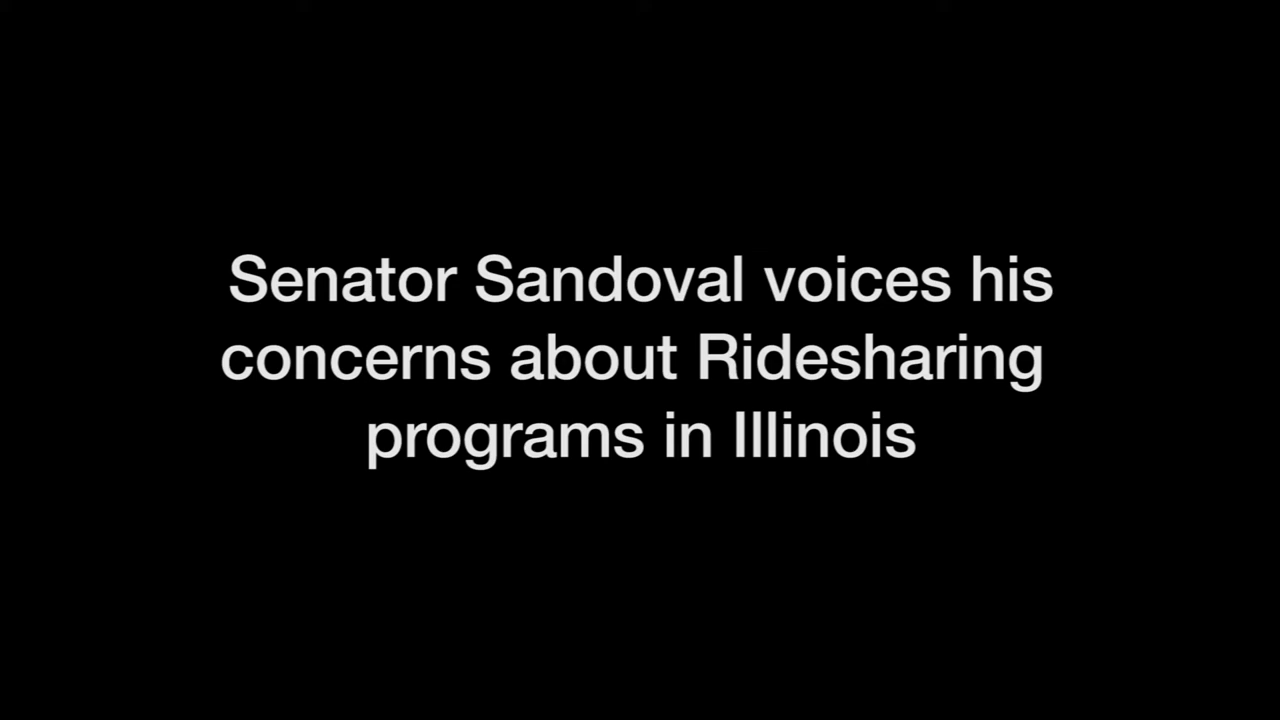 Senator Sandoval voices his
concerns about Ridesharing
programs in Illinois